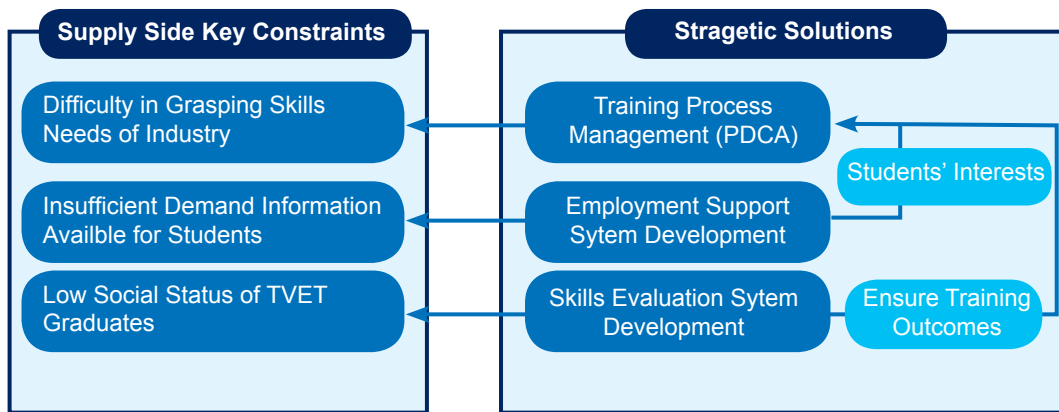 Supply Side Key Constraints
Difficulty in Grasping Skills
Needs of Industry
Insufficient Demand Information
Availble for Students
Low Social Status of TVET
Graduates
Stragetic Solutions
Training Process
Management (PDCA)
Students’ Interests
Employment Support
Sytem Development
Skills Evaluation Sytem
Development
Ensure Training
Outcomes